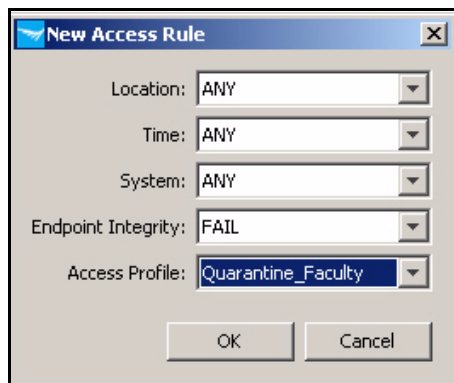 New Access Rule
Location: ANY
Time: ANY
System: ANY
Endpoint Integrity: FAIL
Access Profile: Quarantine_Faculty
OK Cancel